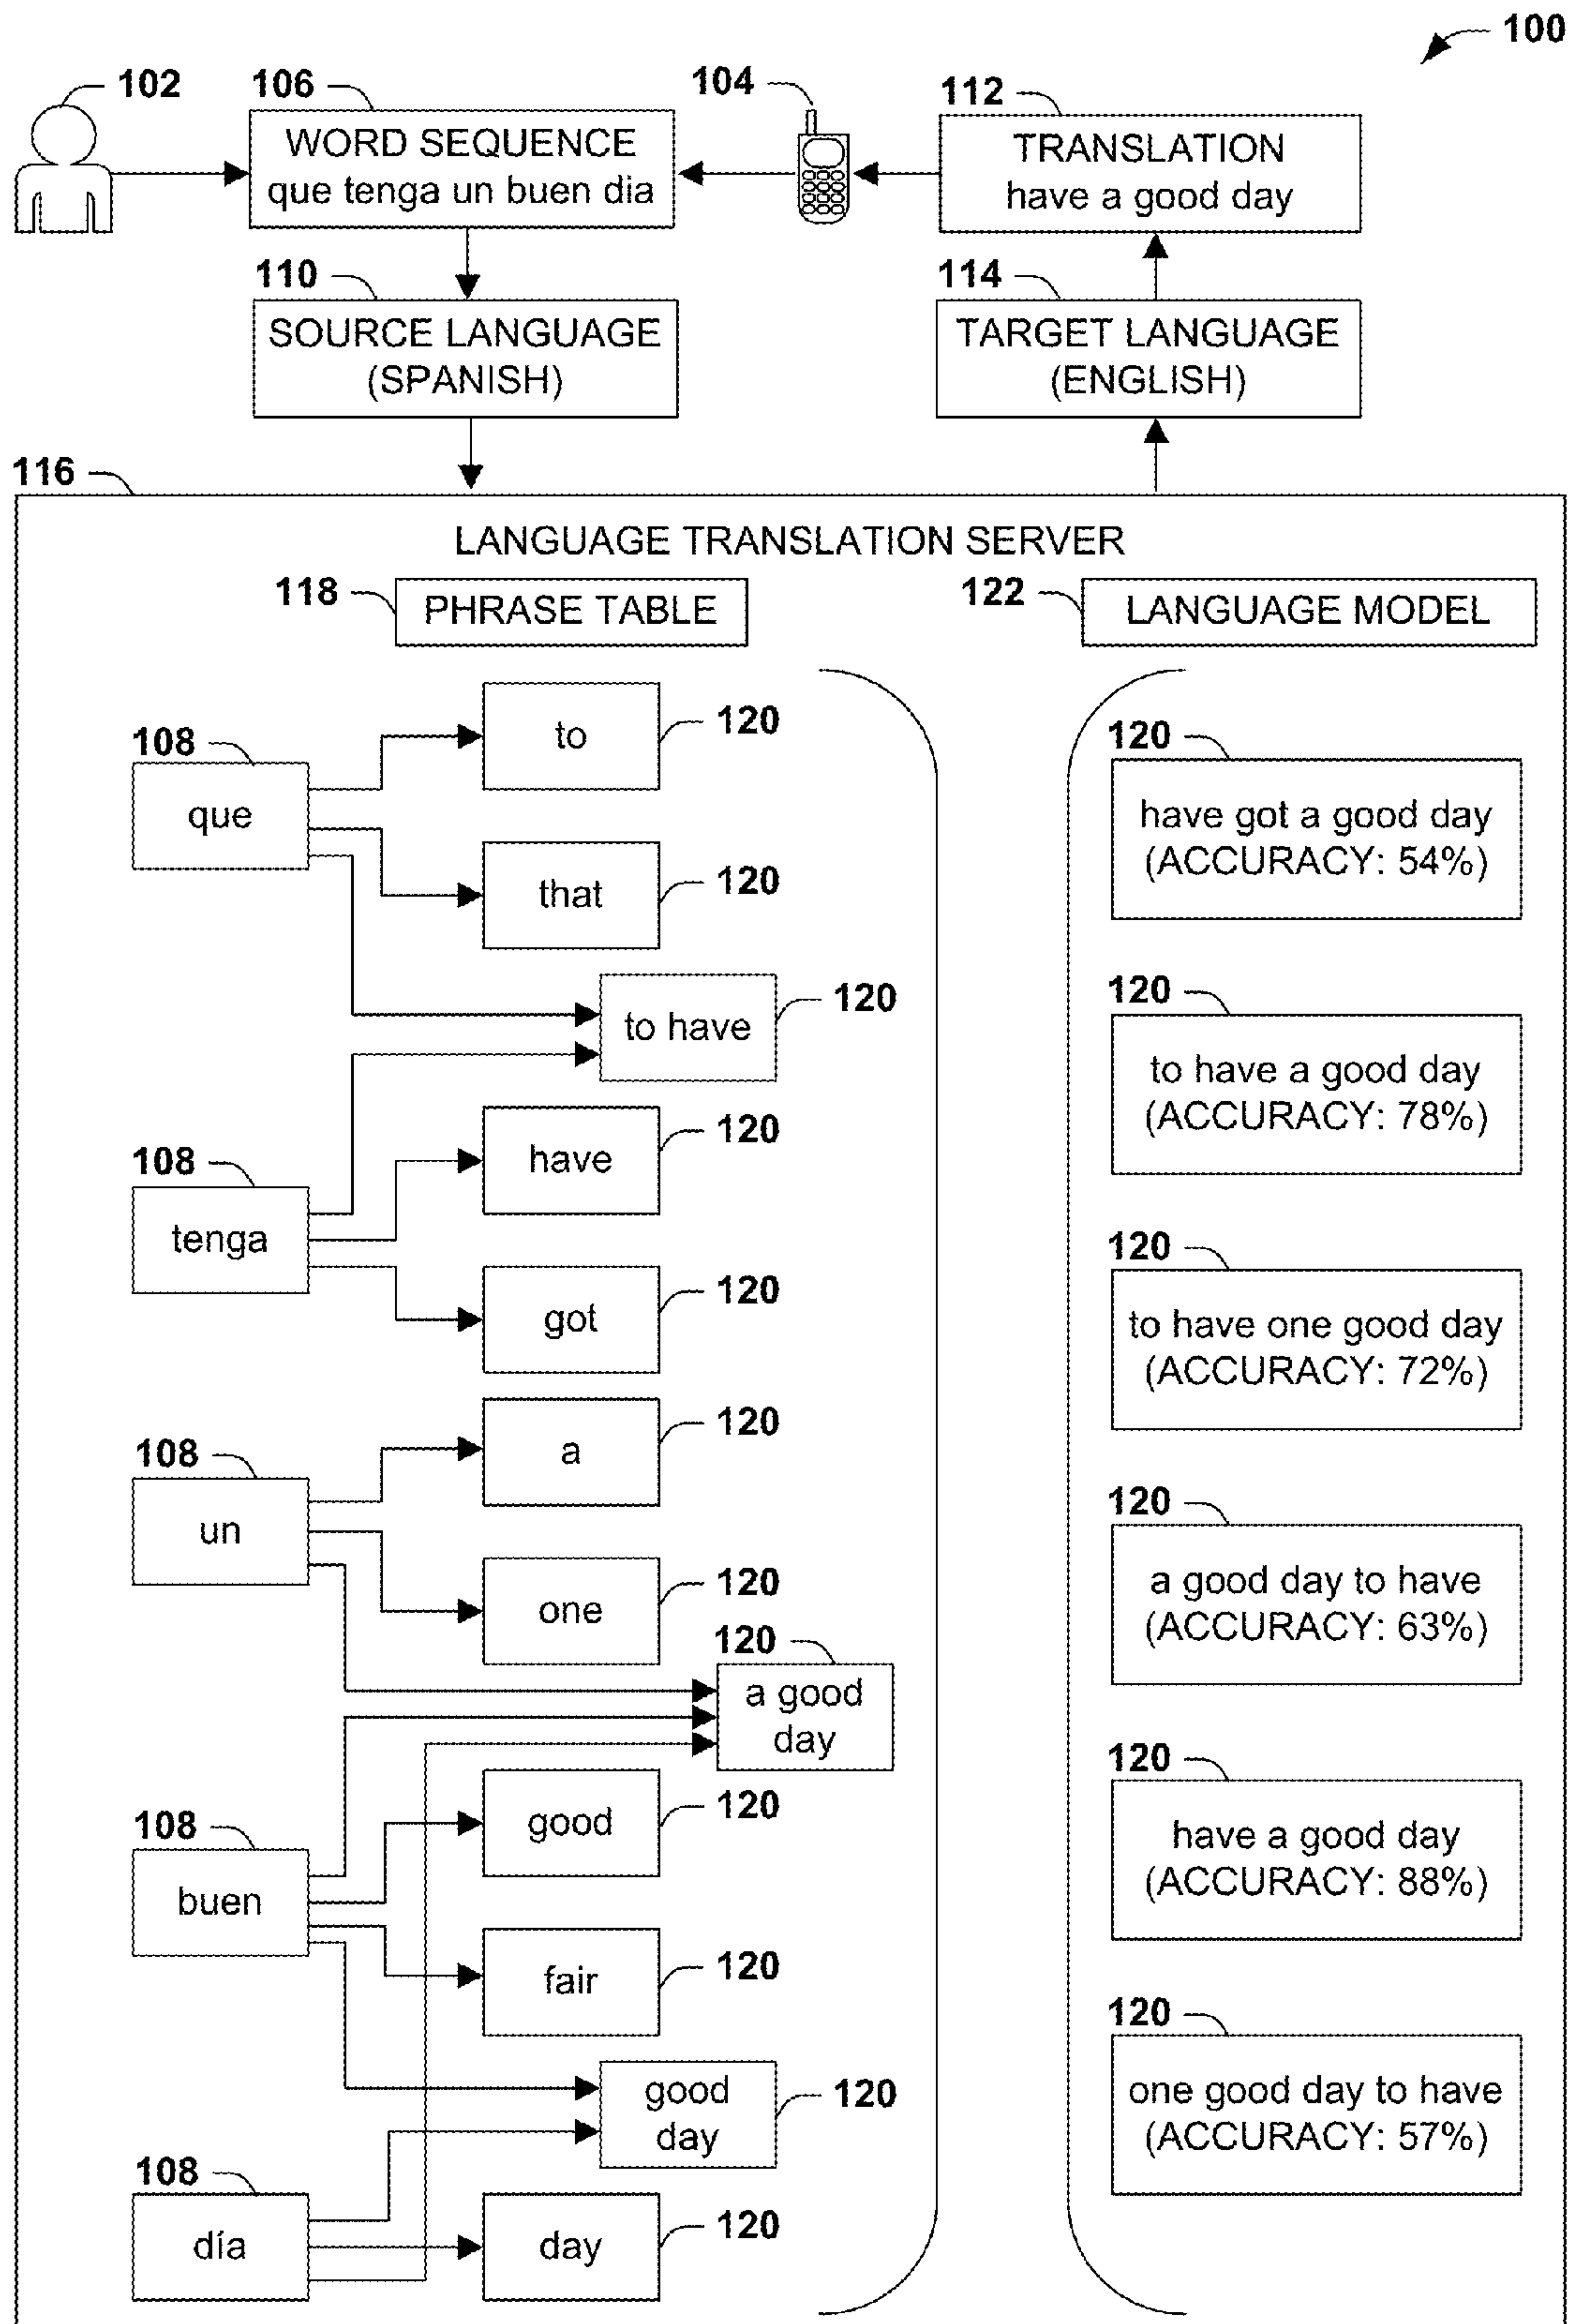 100
102
106
104
112
WORD SEQUENCE
que tenga un buen dia
TRANSLATION
have a good day
110
114
SOURCE LANGUAGE
(SPANISH)
TARGET LANGUAGE
(ENGLISH)
116
LANGUAGE TRANSLATION SERVER
118
PHRASE TABLE
122
LANGUAGE MODEL
108
que
to
120
that
120
to have
120
108
tenga
have
120
got
120
108
un
a
120
one
120
120
a good
day
108
buen
good
120
fair
120
good
day
120
108
día
day
120
120
have got a good day
(ACCURACY: 54%)
120
to have a good day
(ACCURACY: 78%)
120
to have one good day
(ACCURACY: 72%)
120
a good day to have
(ACCURACY: 63%)
120
have a good day
(ACCURACY: 88%)
120
one good day to have
(ACCURACY: 57%)